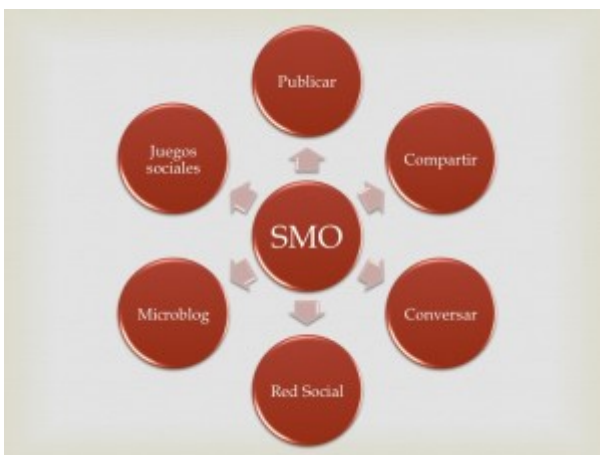 Publicar
Juegos
sociales
Compartir
SMO
Microblog
Conversar
Red Social